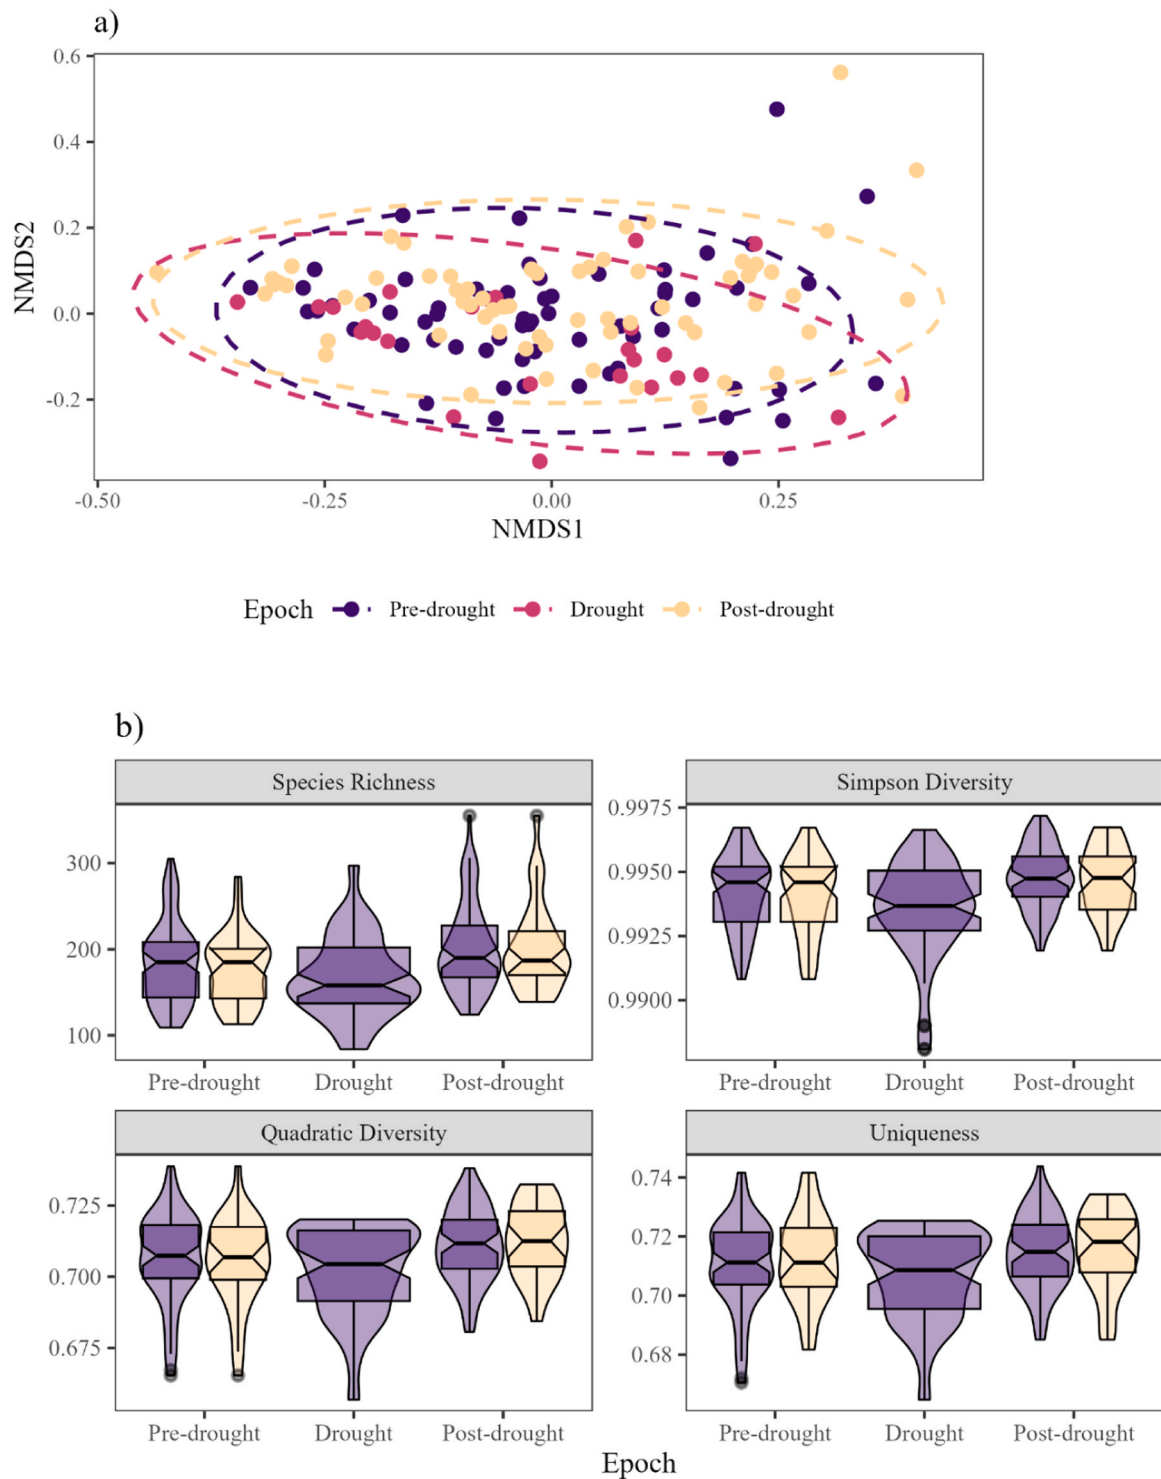 a)
0.6
0.4
0.2
0.0
-0.2
NMDS2
-0.50
-0.25
0.00
0.25
NMDS1
Epoch Pre-drought Drought Post-drought
b)
Species Richness
300
200
100
Pre-drought Drought Post-drought
Simpson Diversity
0.9975
0.9950
0.9925
0.9900
Pre-drought Drought Post-drought
Quadratic Diversity
0.725
0.700
0.675
Pre-drought Drought Post-drought
Uniqueness
0.74
0.72
0.70
0.68
Pre-drought Drought Post-drought
Epoch